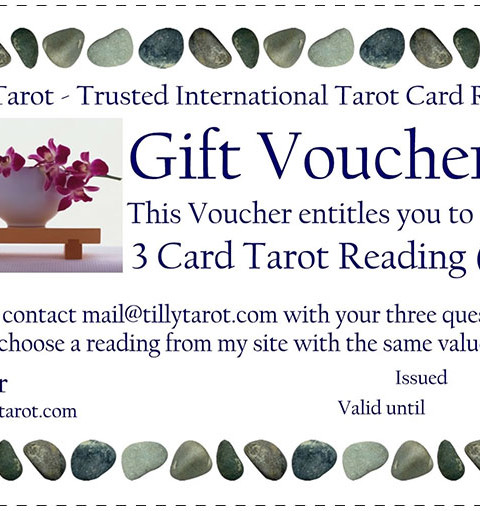 Tarot - Trusted International Tarot Card R
Gift Voucher
This Voucher entitles you to
3 Card Tarot Reading (
contact mail@tillytarot.com with your three ques
choose a reading from my site with the same valu
r
Issued
tarot.com
Valid until